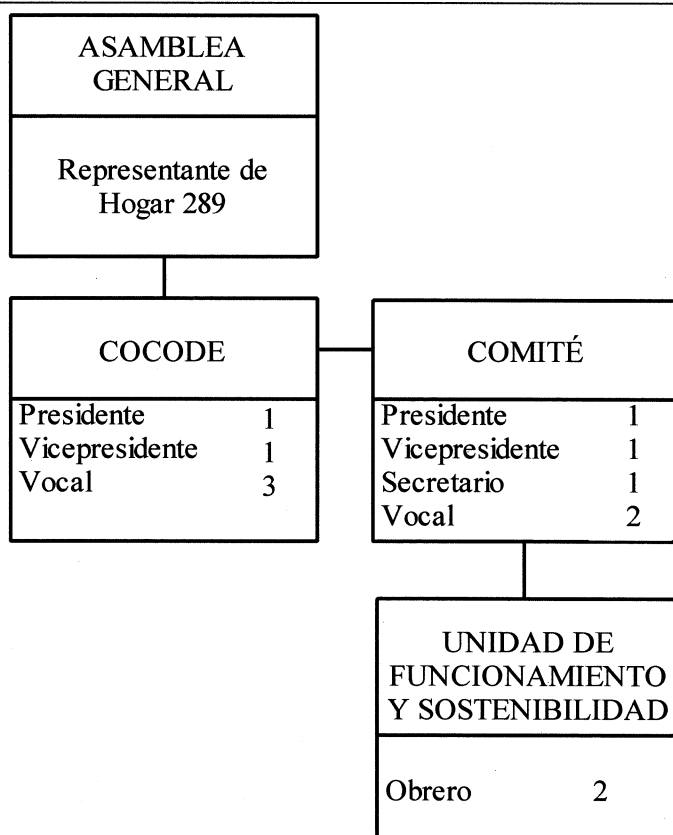 ASAMBLEA
GENERAL
Representante de
Hogar 289
COCODE
Presidente 1
Vicepresidente 1
Vocal 3
COMITÉ
Presidente 1
Vicepresidente 1
Secretario 1
Vocal 2
UNIDAD DE
FUNCIONAMIENTO
Y SOSTENIBILIDAD
Obrero 2